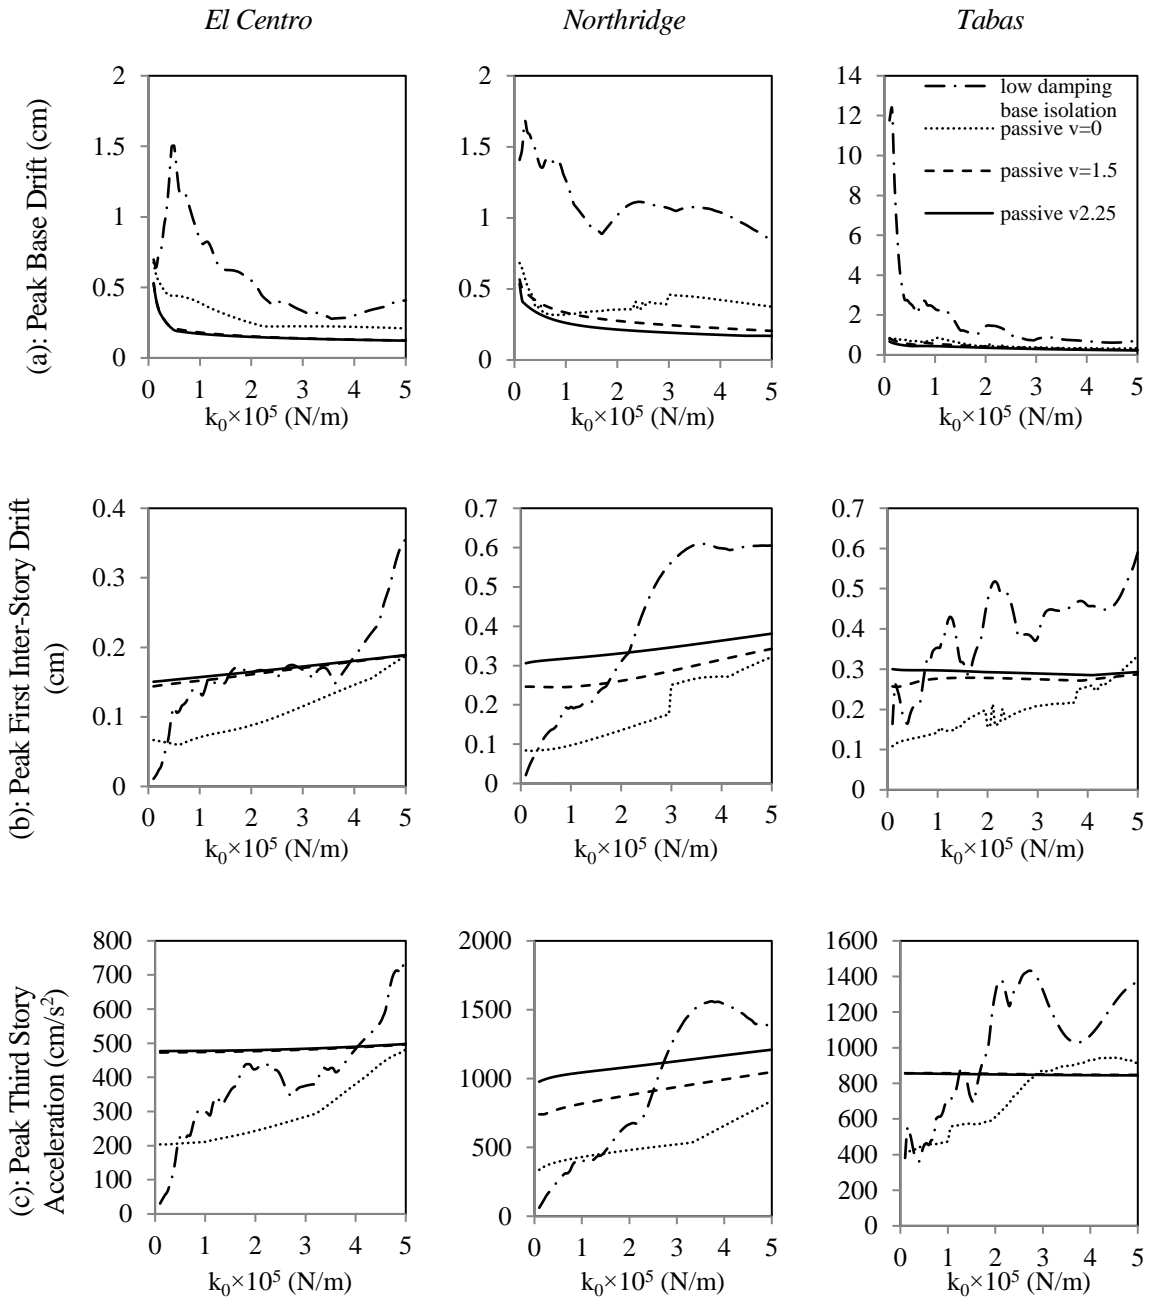 El Centro
Northridge
Tabas
(a): Peak Base Drift (cm)
2
1.5
1
0.5
0
0 1 2 3 4 5
k₀×10⁵ (N/m)
2
1.5
1
0.5
0
0 1 2 3 4 5
k₀×10⁵ (N/m)
14
12
10
8
6
4
2
0
0 1 2 3 4 5
k₀×10⁵ (N/m)
low damping
base isolation
passive v=0
passive v=1.5
passive v2.25
(b): Peak First Inter-Story Drift
(cm)
0.4
0.3
0.2
0.1
0
0 1 2 3 4 5
k₀×10⁵ (N/m)
0.7
0.6
0.5
0.4
0.3
0.2
0.1
0
0 1 2 3 4 5
k₀×10⁵ (N/m)
0.7
0.6
0.5
0.4
0.3
0.2
0.1
0
0 1 2 3 4 5
k₀×10⁵ (N/m)
(c): Peak Third Story
Acceleration (cm/s²)
800
700
600
500
400
300
200
100
0
0 1 2 3 4 5
k₀×10⁵ (N/m)
2000
1500
1000
500
0
0 1 2 3 4 5
k₀×10⁵ (N/m)
1600
1400
1200
1000
800
600
400
200
0
0 1 2 3 4 5
k₀×10⁵ (N/m)